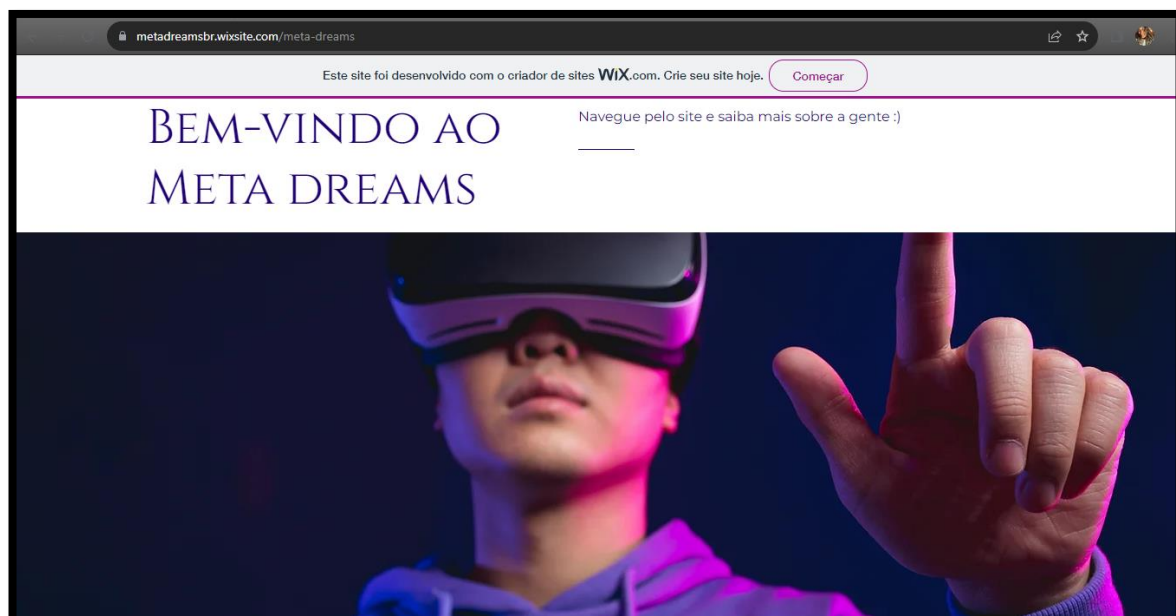 metadreamsbr.wixsite.com/meta-dreams
Este site foi desenvolvido com o criador de sites WiX.com. Crie seu site hoje. Começar
BEM-VINDO AO
META DREAMS
Navegue pelo site e saiba mais sobre a gente :)